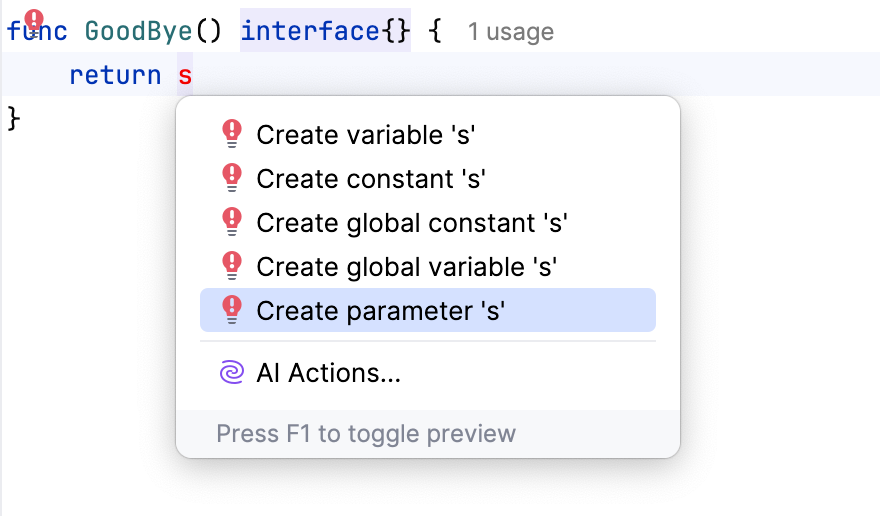 func GoodBye() interface{} { 1 usage
    return s
}
Create variable 's'
Create constant 's'
Create global constant 's'
Create global variable 's'
Create parameter 's'
AI Actions...
Press F1 to toggle preview